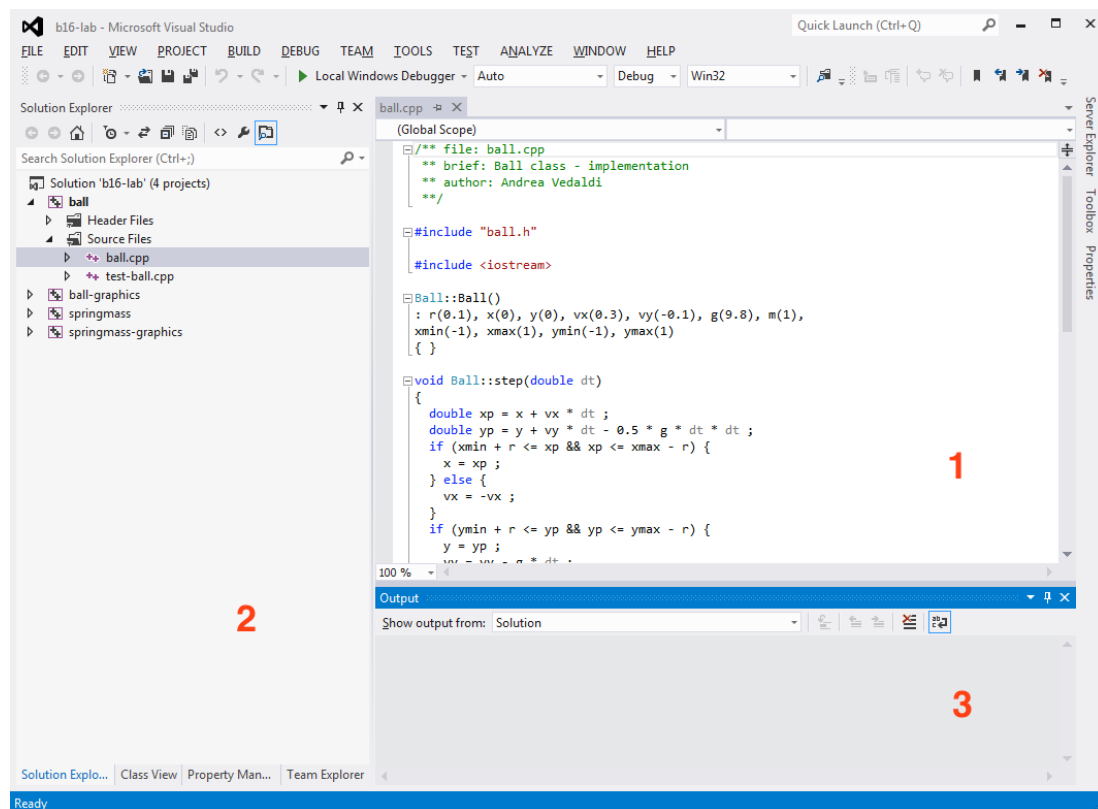 b16-lab - Microsoft Visual Studio
Quick Launch (Ctrl+Q)
FILE EDIT VIEW PROJECT BUILD DEBUG TEAM TOOLS TEST ANALYZE WINDOW HELP
Local Windows Debugger Auto Debug Win32
Solution Explorer
Search Solution Explorer (Ctrl+;)
Solution 'b16-lab' (4 projects)
ball
Header Files
Source Files
ball.cpp
test-ball.cpp
ball-graphics
springmass
springmass-graphics
2
Solution Explo... Class View Property Man... Team Explorer
ball.cpp
(Global Scope)
/** file: ball.cpp
** brief: Ball class - implementation
** author: Andrea Vedaldi
**/
#include "ball.h"
#include <iostream>
Ball::Ball()
: r(0.1), x(0), y(0), vx(0.3), vy(-0.1), g(9.8), m(1),
xmin(-1), xmax(1), ymin(-1), ymax(1)
{ }
void Ball::step(double dt)
{
double xp = x + vx * dt ;
double yp = y + vy * dt - 0.5 * g * dt * dt ;
if (xmin + r <= xp && xp <= xmax - r) {
x = xp ;
} else {
vx = -vx ;
}
if (ymin + r <= yp && yp <= ymax - r) {
y = yp ;
vy = vy - g * dt ;
1
100 %
Output
Show output from: Solution
3
Server Explorer
Toolbox
Properties
Ready